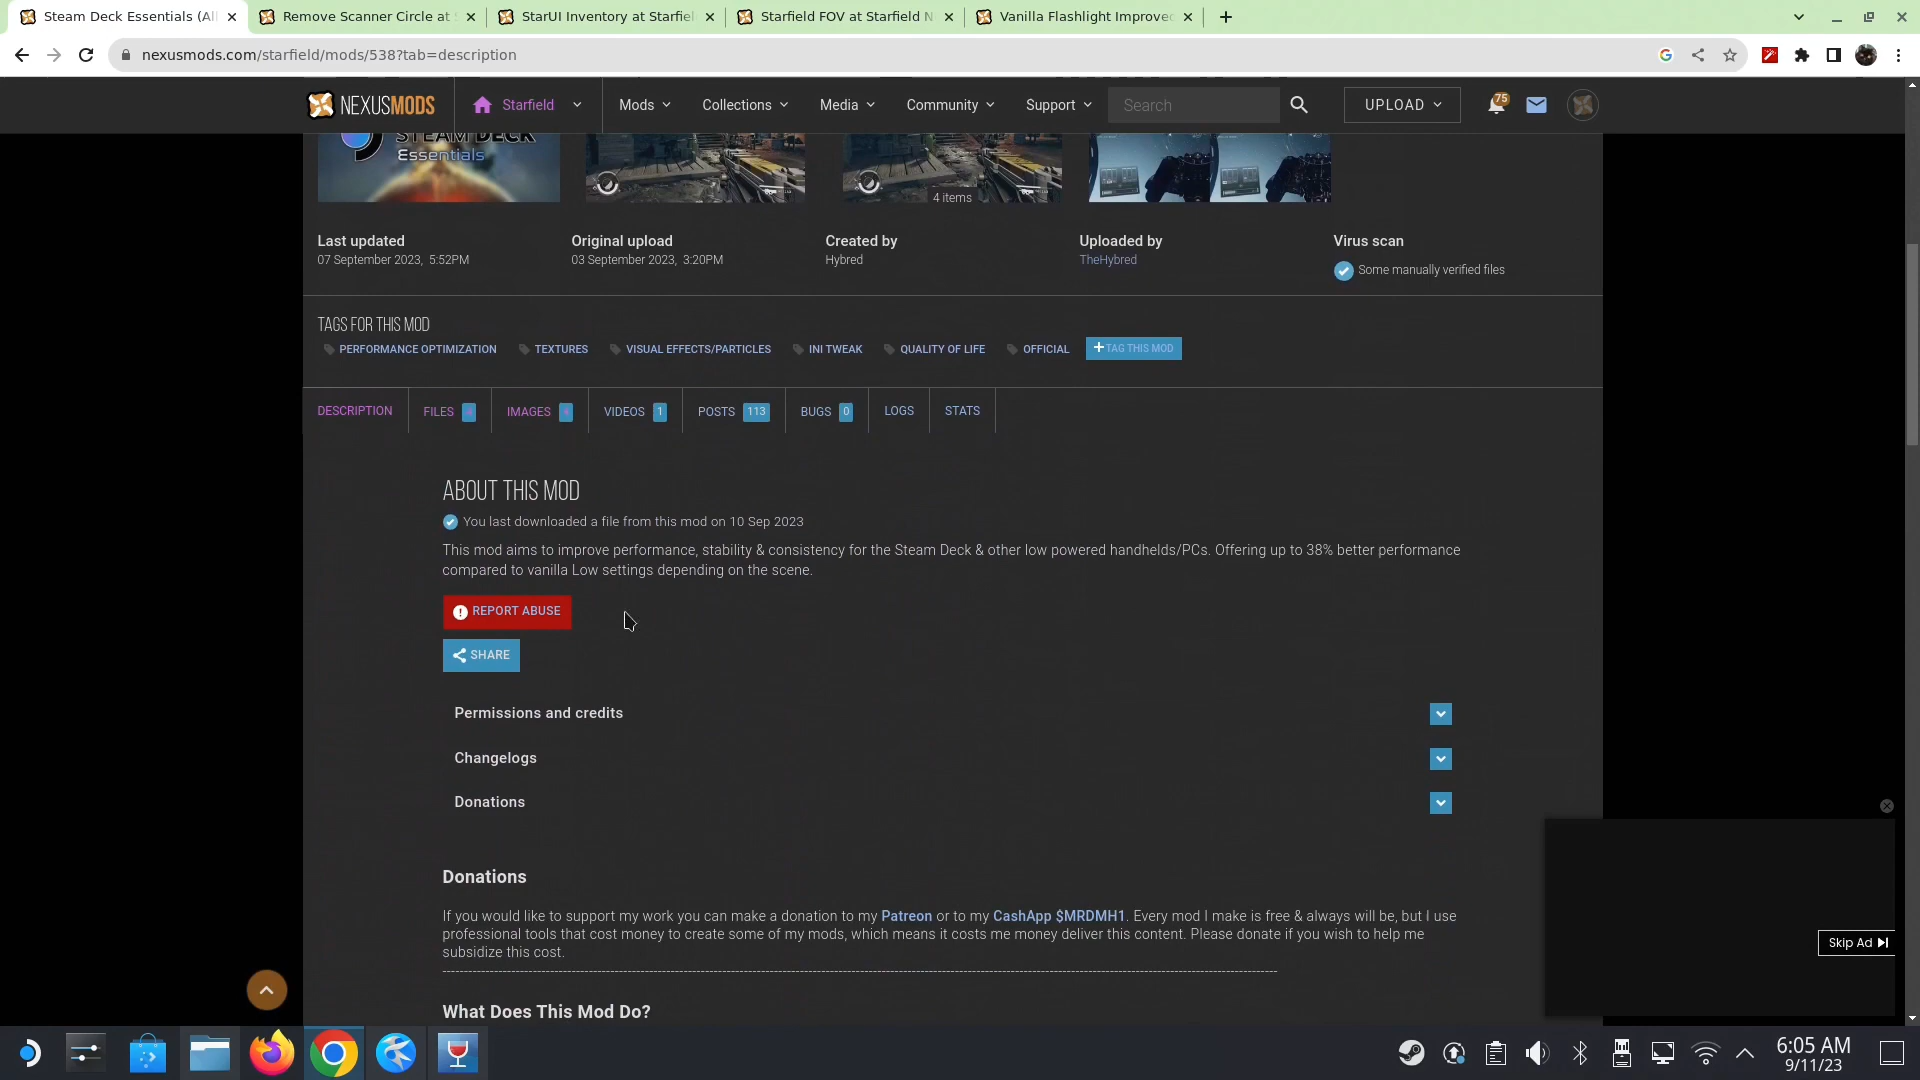 Steam Deck Essentials (All
Remove Scanner Circle at S
StarUI Inventory at Starfiel
Starfield FOV at Starfield N
Vanilla Flashlight Improved
nexusmods.com/starfield/mods/538?tab=description
NEXUSMODS
Starfield
Mods
Collections
Media
Community
Support
Search
UPLOAD
75
STEAM DECK
Essentials
4 items
Last updated
07 September 2023, 5:52PM
Original upload
03 September 2023, 3:20PM
Created by
Hybred
Uploaded by
TheHybred
Virus scan
Some manually verified files
TAGS FOR THIS MOD
PERFORMANCE OPTIMIZATION
TEXTURES
VISUAL EFFECTS/PARTICLES
INI TWEAK
QUALITY OF LIFE
OFFICIAL
TAG THIS MOD
DESCRIPTION
FILES
IMAGES
VIDEOS 1
POSTS 113
BUGS 0
LOGS
STATS
ABOUT THIS MOD
You last downloaded a file from this mod on 10 Sep 2023
This mod aims to improve performance, stability & consistency for the Steam Deck & other low powered handhelds/PCs. Offering up to 38% better performance
compared to vanilla Low settings depending on the scene.
REPORT ABUSE
SHARE
Permissions and credits
Changelogs
Donations
Donations
If you would like to support my work you can make a donation to my Patreon or to my CashApp $MRDMH1. Every mod I make is free & always will be, but I use
professional tools that cost money to create some of my mods, which means it costs me money deliver this content. Please donate if you wish to help me
subsidize this cost.
What Does This Mod Do?
Skip Ad
6:05 AM
9/11/23